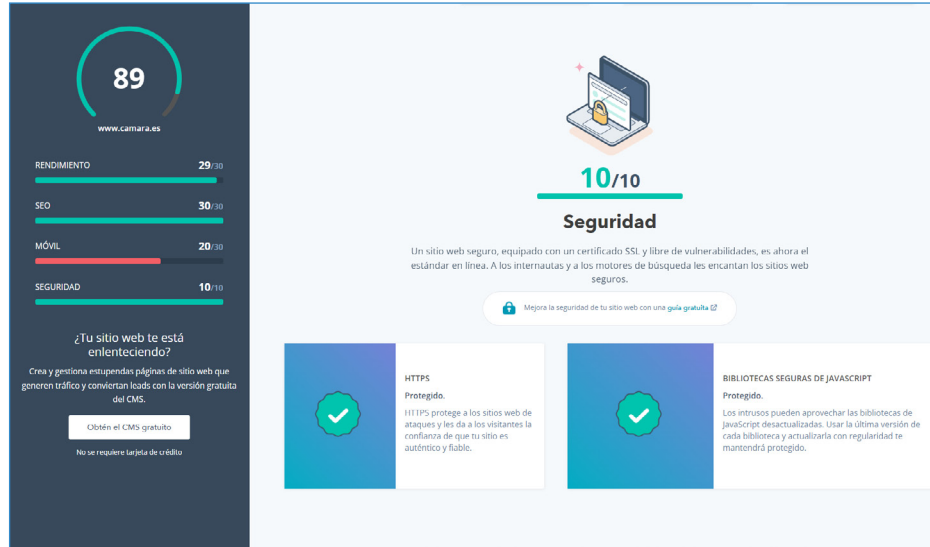 89
www.camara.es
RENDIMIENTO 29/30
SEO 30/30
MÓVIL 20/30
SEGURIDAD 10/10
¿Tu sitio web te está
enlenteciendo?
Crea y gestiona estupendas páginas de sitio web que
generen tráfico y conviertan leads con la versión gratuita
del CMS.
Obtén el CMS gratuito
No se requiere tarjeta de crédito
10/10
Seguridad
Un sitio web seguro, equipado con un certificado SSL y libre de vulnerabilidades, es ahora el
estándar en línea. A los internautas y a los motores de búsqueda les encantan los sitios web
seguros.
Mejora la seguridad de tu sitio web con una guía gratuita
HTTPS
Protegido.
HTTPS protege a los sitios web de
ataques y les da a los visitantes la
confianza de que tu sitio es
auténtico y fiable.
BIBLIOTECAS SEGURAS DE JAVASCRIPT
Protegido.
Los intrusos pueden aprovechar las bibliotecas de
JavaScript desactualizadas. Usar la última versión de
cada biblioteca y actualizarla con regularidad te
mantendrá protegido.